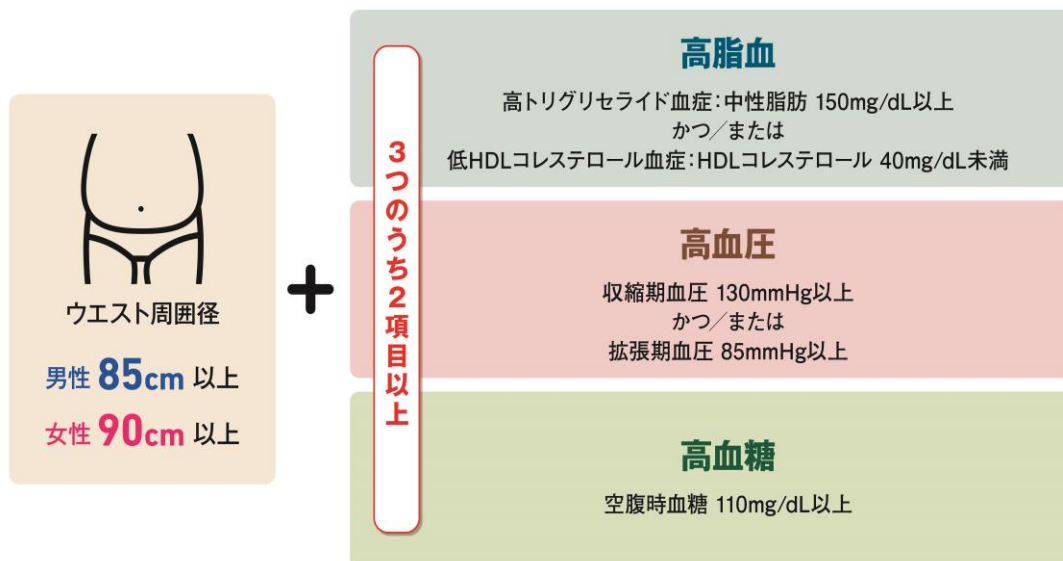 ウエスト周囲径
男性 85cm 以上
女性 90cm 以上
+
3つのうち2項目以上
高脂血
高トリグリセライド血症:中性脂肪 150mg/dL以上
かつ/または
低HDLコレステロール血症:HDLコレステロール 40mg/dL未満
高血圧
収縮期血圧 130mmHg以上
かつ/または
拡張期血圧 85mmHg以上
高血糖
空腹時血糖 110mg/dL以上